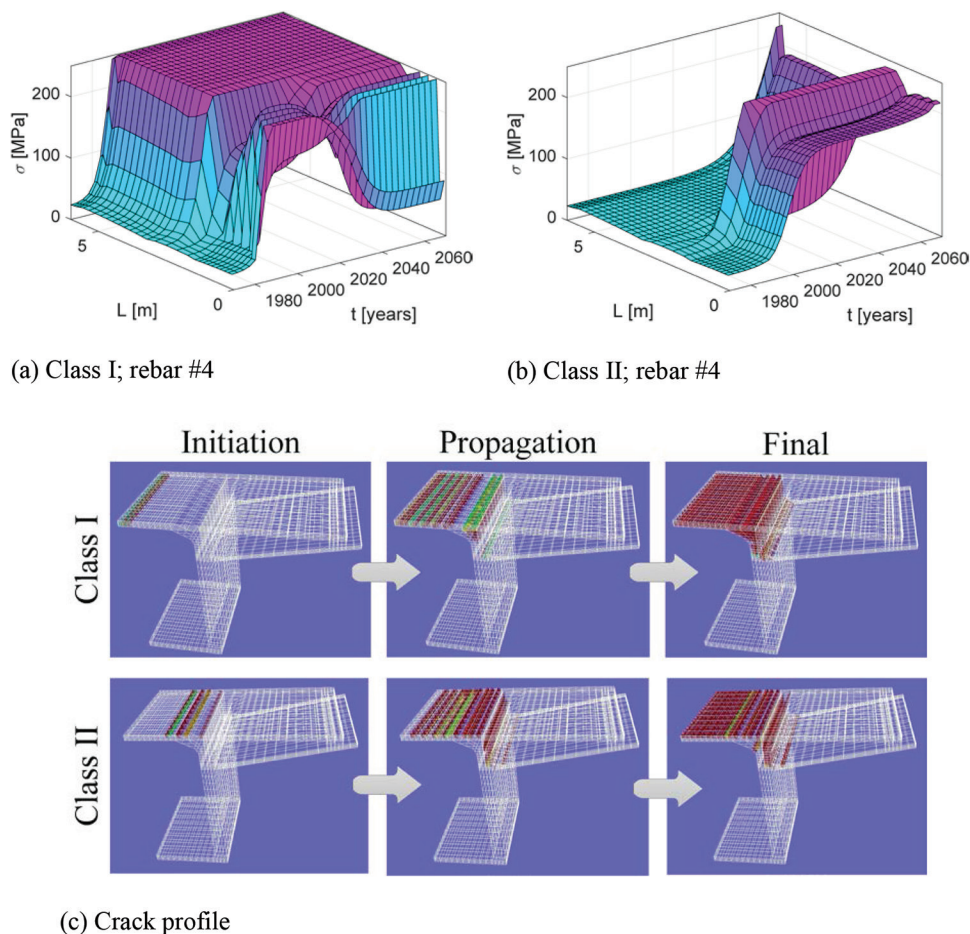 σ [MPa]
200
100
0
5
L [m]
0
1980
2000
2020
2040
2060
t [years]
σ [MPa]
200
100
0
5
L [m]
0
1980
2000
2020
2040
2060
t [years]
(a) Class I; rebar #4
(b) Class II; rebar #4
Initiation Propagation Final
Class I
Class II
(c) Crack profile